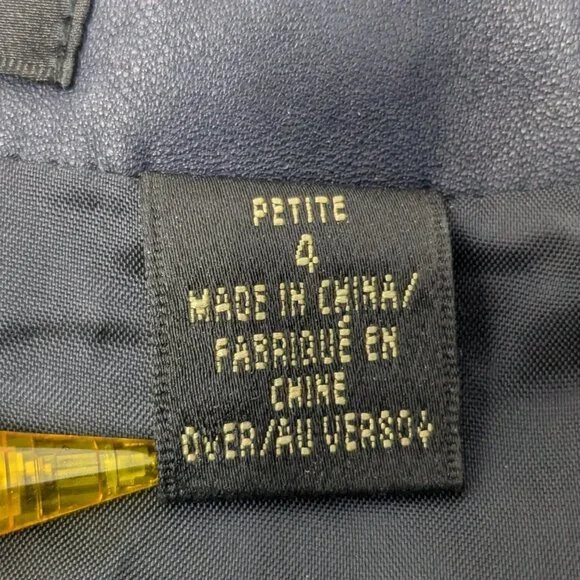 PETITE
4
MADE IN CHINA/
FABRIQUÉ EN
CHINE
OVER/AU VERSO↓